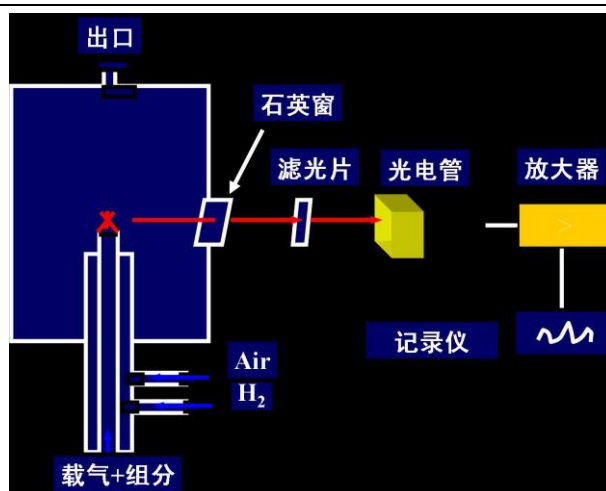 出口
石英窗
滤光片
光电管
放大器
记录仪
Air
H₂
载气+组分